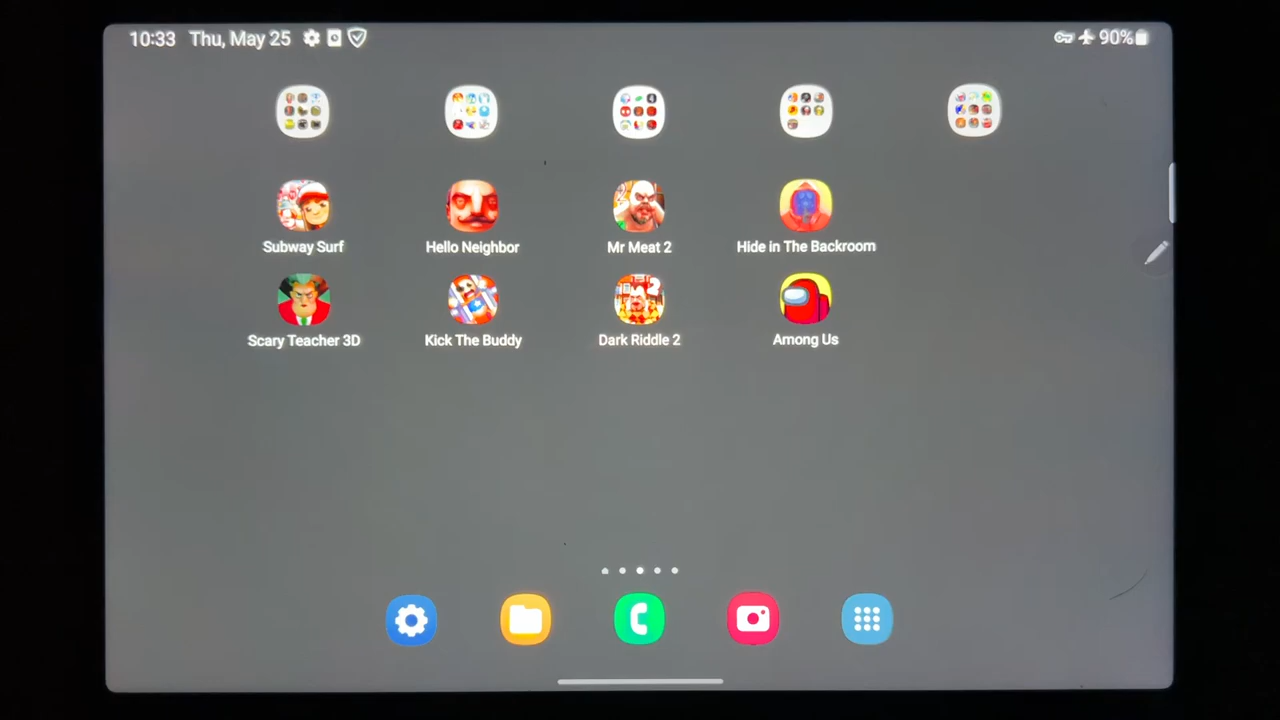 10:33 Thu, May 25 90%
Subway Surf Hello Neighbor Mr Meat 2 Hide in The Backroom
2
Scary Teacher 3D Kick The Buddy Dark Riddle 2 Among Us